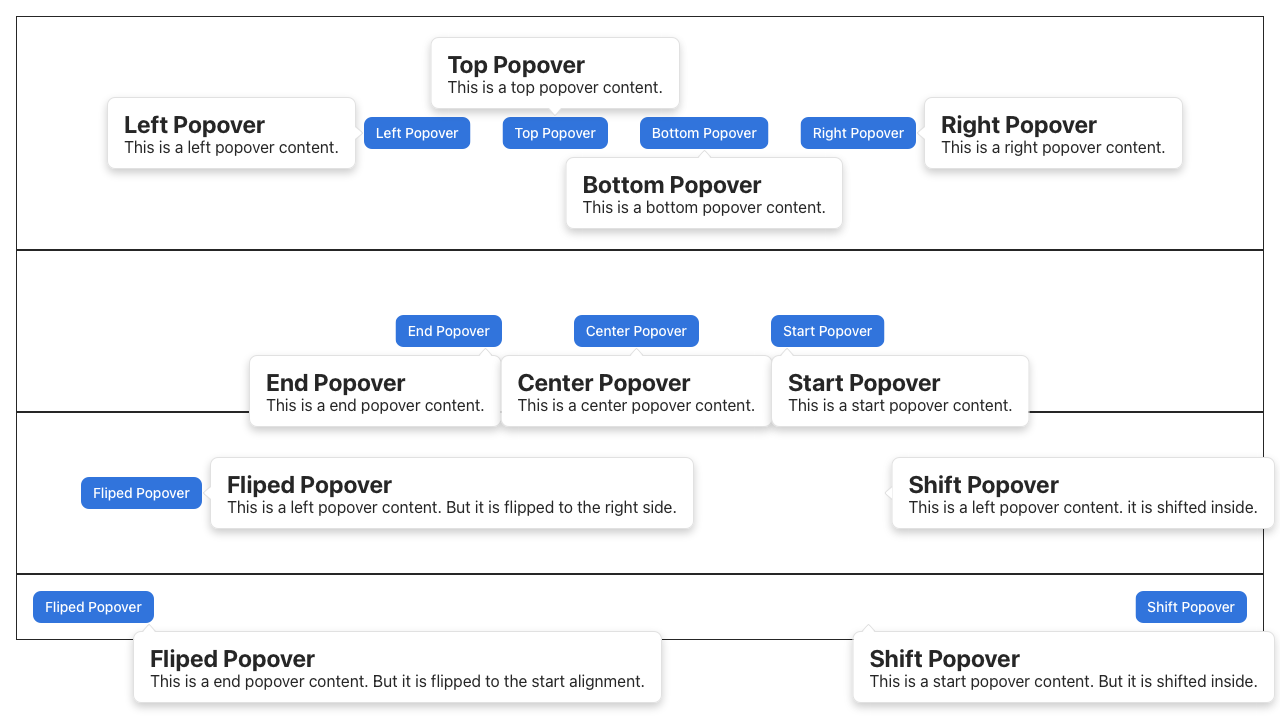 Top Popover
This is a top popover content.
Left Popover
This is a left popover content.
Left Popover
Top Popover
Bottom Popover
Right Popover
Right Popover
This is a right popover content.
Bottom Popover
This is a bottom popover content.
End Popover
Center Popover
Start Popover
End Popover
This is a end popover content.
Center Popover
This is a center popover content.
Start Popover
This is a start popover content.
Fliped Popover
Fliped Popover
This is a left popover content. But it is flipped to the right side.
Shift Popover
This is a left popover content. it is shifted inside.
Fliped Popover
Shift Popover
Fliped Popover
This is a end popover content. But it is flipped to the start alignment.
Shift Popover
This is a start popover content. But it is shifted inside.